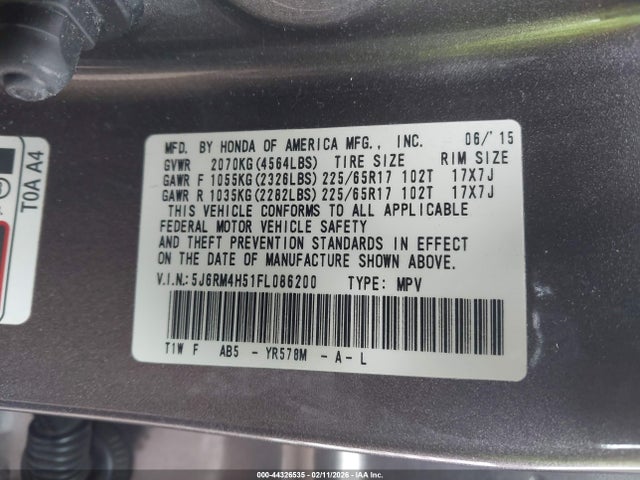 MFD. BY HONDA OF AMERICA MFG., INC. 06/'15
GVWR 2070KG(4564LBS) TIRE SIZE RIM SIZE
GAWR F 1055KG(2326LBS) 225/65R17 102T 17X7J
GAWR R 1035KG(2282LBS) 225/65R17 102T 17X7J
THIS VEHICLE CONFORMS TO ALL APPLICABLE
FEDERAL MOTOR VEHICLE SAFETY
AND THEFT PREVENTION STANDARDS IN EFFECT
ON THE DATE OF MANUFACTURE SHOWN ABOVE.
V.I.N.: 5J6RM4H51FL086200 TYPE: MPV
T1W F AB5 - YR578M - A - L
T0A A4
000-44326535 - 02/11/2026 - IAA Inc.